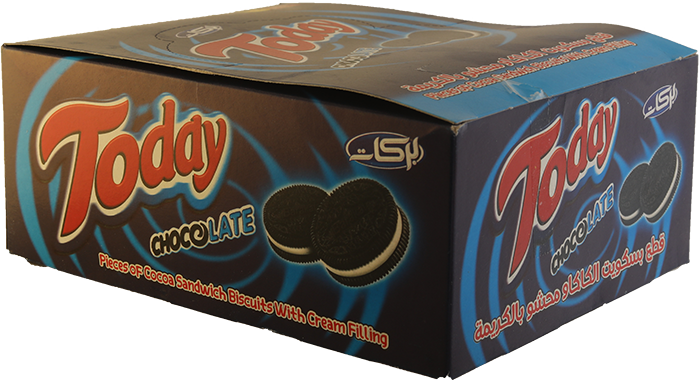 Today
Today
CHOCOLATE
بركات
Pieces of Cocoa Sandwich Biscuits With Cream Filling
Today
CHOCOLATE
بركات
قطع بسكويت الكاكاو محشو بالكريمة